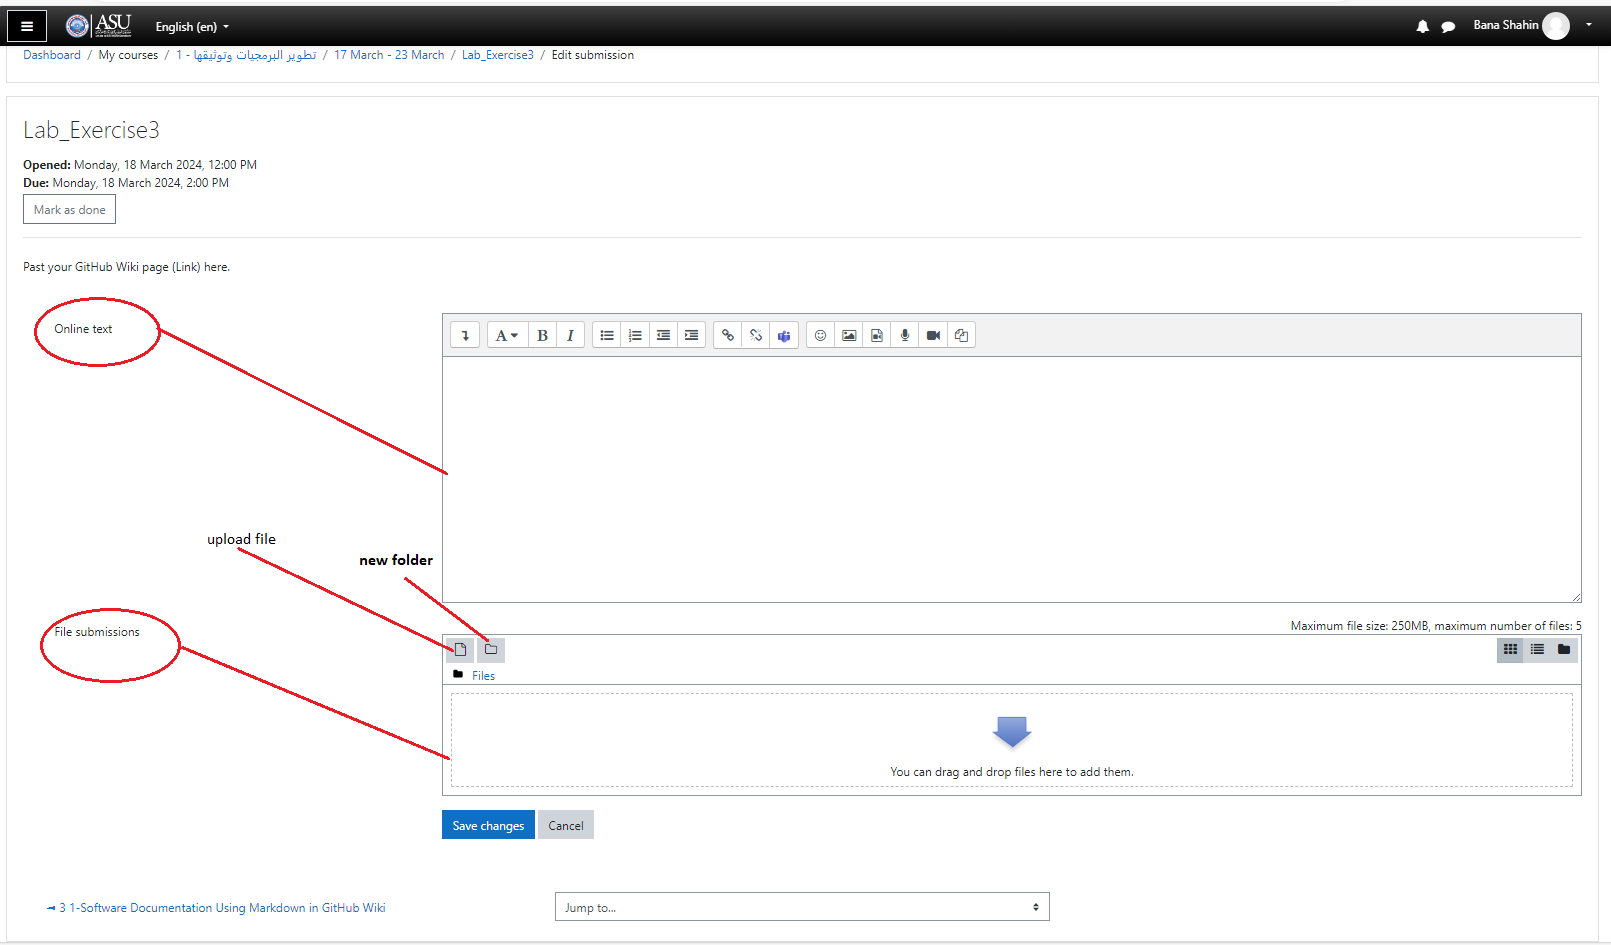 ASU
English (en)
Bana Shahin
Dashboard / My courses / تطوير البرمجيات وتوثيقها - 1 / 17 March - 23 March / Lab_Exercise3 / Edit submission
Lab_Exercise3
Opened: Monday, 18 March 2024, 12:00 PM
Due: Monday, 18 March 2024, 2:00 PM
Mark as done
Past your GitHub Wiki page (Link) here.
Online text
upload file
new folder
File submissions
Maximum file size: 250MB, maximum number of files: 5
Files
You can drag and drop files here to add them.
Save changes
Cancel
◄ 3 1-Software Documentation Using Markdown in GitHub Wiki
Jump to...